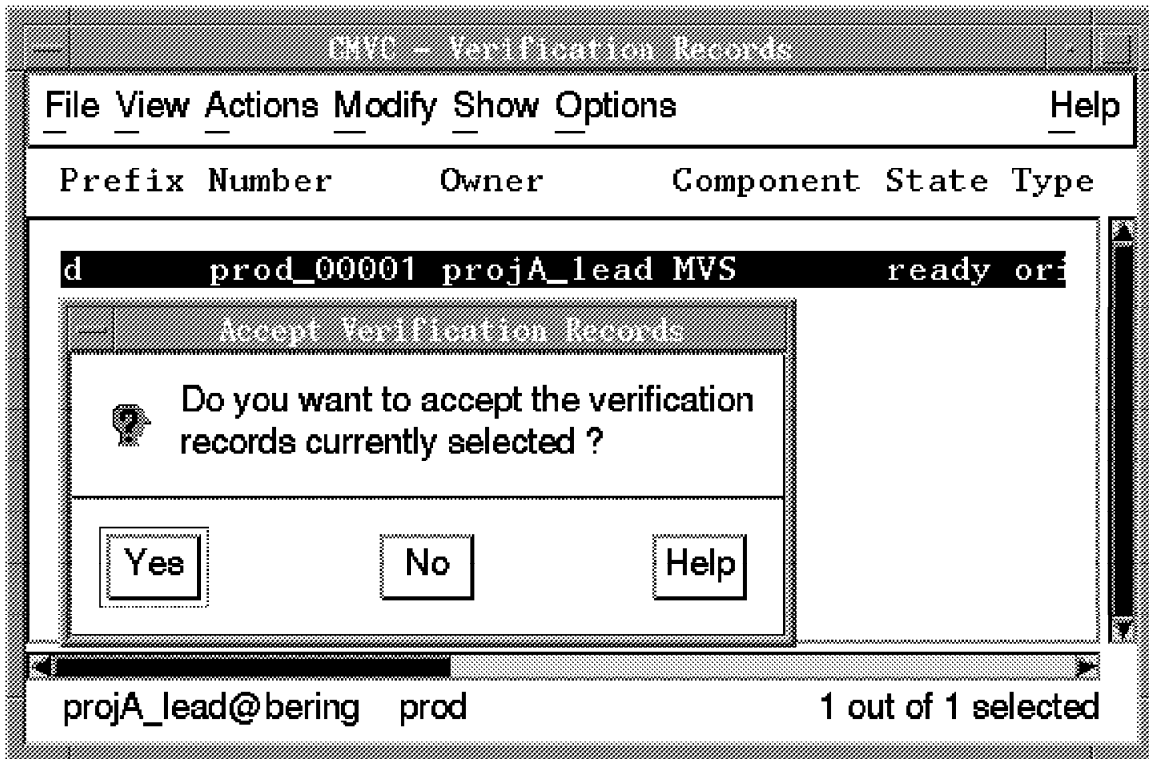 CMVC - Verification Records
File View Actions Modify Show Options Help
Prefix Number Owner Component State Type
d prod_00001 projA_lead MVS ready ori
Accept Verification Records
Do you want to accept the verification
records currently selected ?
Yes No Help
projA_lead@bering prod 1 out of 1 selected